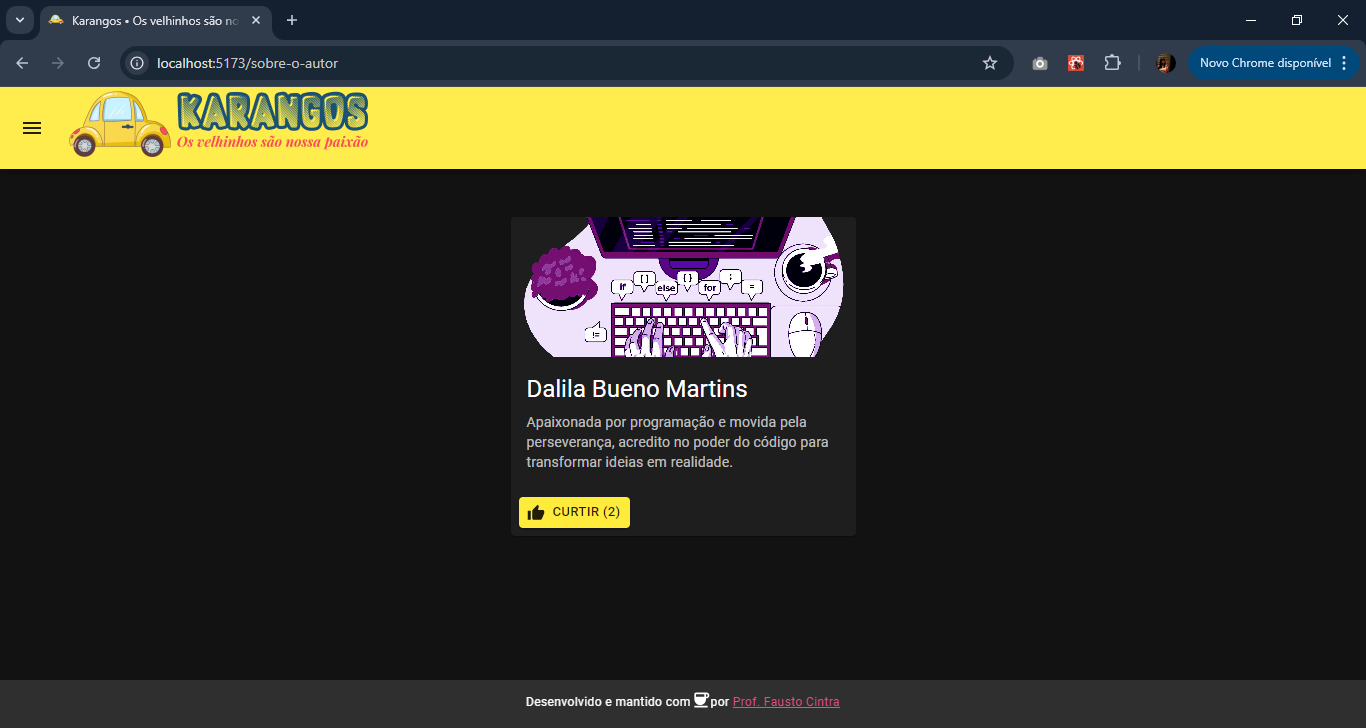 Karangos • Os velhinhos são no
localhost:5173/sobre-o-autor
Novo Chrome disponível
KARANGOS
Os velhinhos são nossa paixão
if
[ ]
else
{ }
for
;
=
!=
Dalila Bueno Martins
Apaixonada por programação e movida pela
perseverança, acredito no poder do código para
transformar ideias em realidade.
CURTIR (2)
Desenvolvido e mantido com por Prof. Fausto Cintra